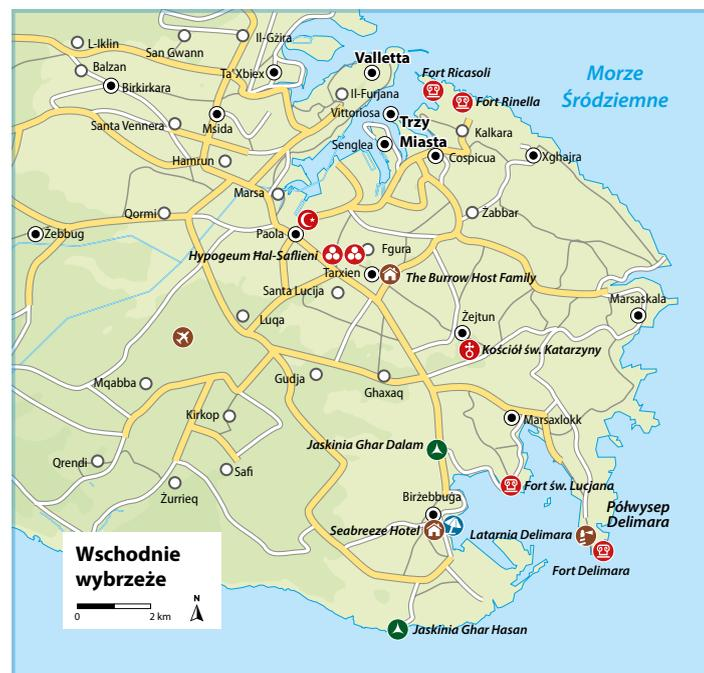 L-Iklin
San Gwann
Il-Gżira
Balzan
Birkirkara
Ta'Xbiex
Valletta
Fort Ricasoli
Morze
Śródziemne
Il-Furjana
Fort Rinella
Vittoriosa
Trzy
Miasta
Santa Vennera
Msida
Kalkara
Senglea
Cospicua
Xghajra
Hamrun
Marsa
Qormi
Żabbar
Żebbug
Paola
Hypogeum Hal-Saflieni
Fgura
Tarxien
The Burrow Host Family
Santa Lucija
Marsaskala
Luqa
Żejtun
Kościół św. Katarzyny
Mqabba
Gudja
Ghaxaq
Kirkop
Marsaxlokk
Jaskinia Ghar Dalam
Qrendi
Safi
Żurrieq
Fort św. Lucjana
Birżebbuga
Półwysep
Delimara
Seabreeze Hotel
Latarnia Delimara
Fort Delimara
Wschodnie
wybrzeże
N
0 2 km
Jaskinia Ghar Hasan